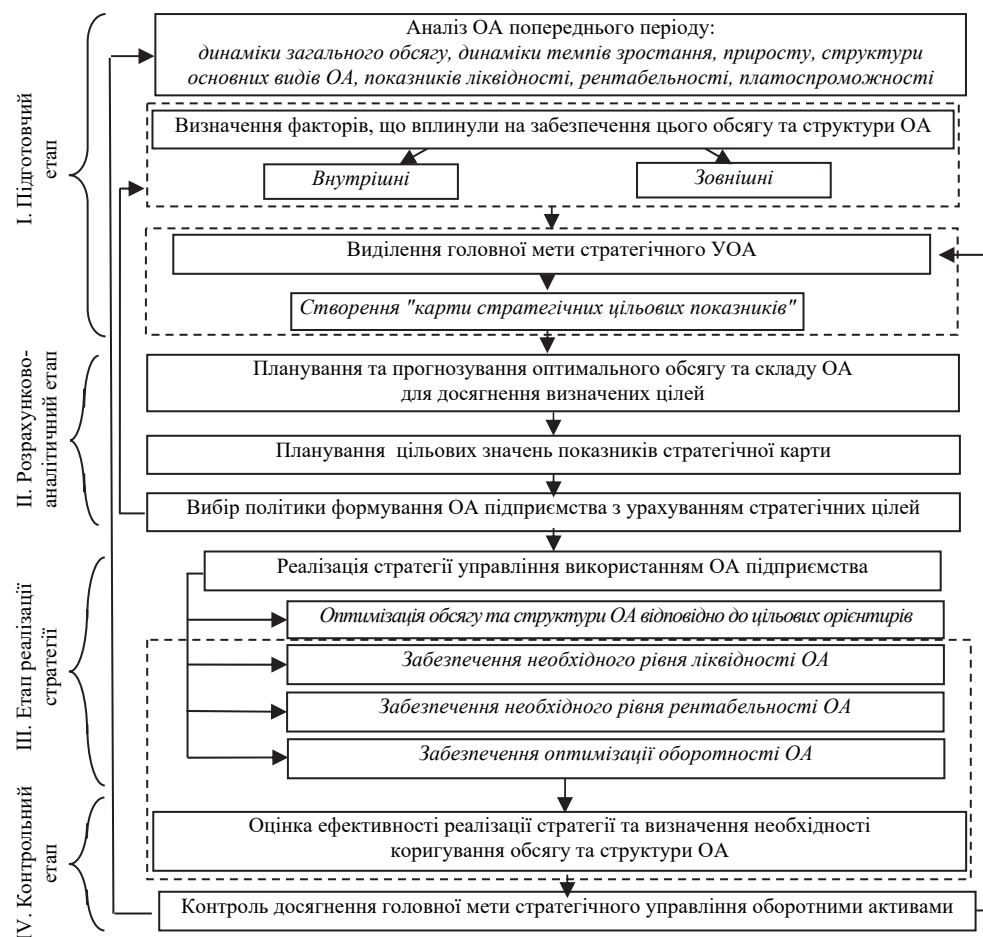 I. Підготовчий
етап
Аналіз ОА попереднього періоду:
динаміки загального обсягу, динаміки темпів зростання, приросту, структури
основних видів ОА, показників ліквідності, рентабельності, платоспроможності
Визначення факторів, що вплинули на забезпечення цього обсягу та структури ОА
Внутрішні
Зовнішні
Виділення головної мети стратегічного УОА
Створення "карти стратегічних цільових показників"
ІІ. Розрахунково-
аналітичний етап
Планування та прогнозування оптимального обсягу та складу ОА
для досягнення визначених цілей
Планування цільових значень показників стратегічної карти
Вибір політики формування ОА підприємства з урахуванням стратегічних цілей
ІІІ. Етап реалізації
стратегії
Реалізація стратегії управління використанням ОА підприємства
Оптимізація обсягу та структури ОА відповідно до цільових орієнтирів
Забезпечення необхідного рівня ліквідності ОА
Забезпечення необхідного рівня рентабельності ОА
Забезпечення оптимізації оборотності ОА
IV. Контрольний
етап
Оцінка ефективності реалізації стратегії та визначення необхідності
коригування обсягу та структури ОА
Контроль досягнення головної мети стратегічного управління оборотними активами